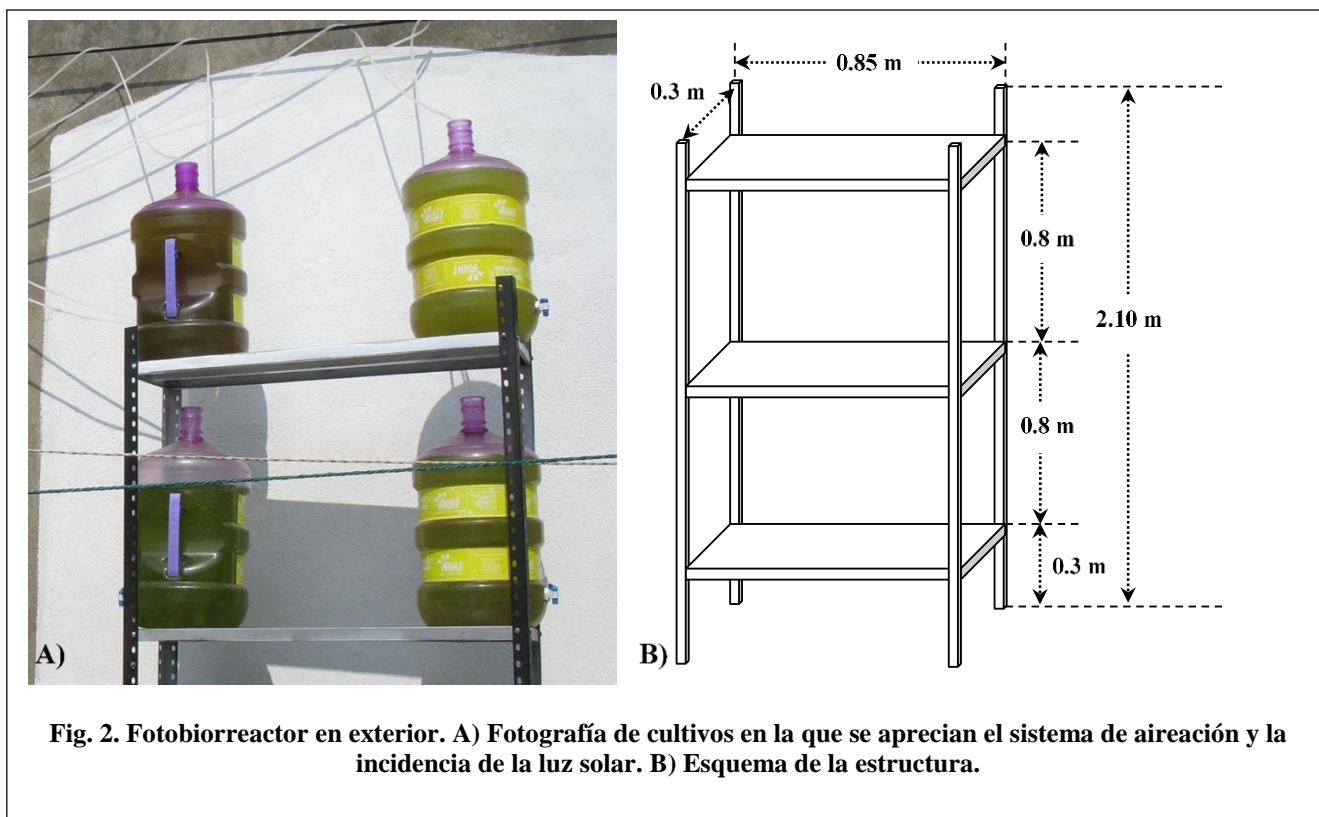 0.85 m
0.3 m
0.8 m
2.10 m
0.8 m
0.3 m
A)
B)
Fig. 2. Fotobiorreactor en exterior. A) Fotografía de cultivos en la que se aprecian el sistema de aireación y la
incidencia de la luz solar. B) Esquema de la estructura.